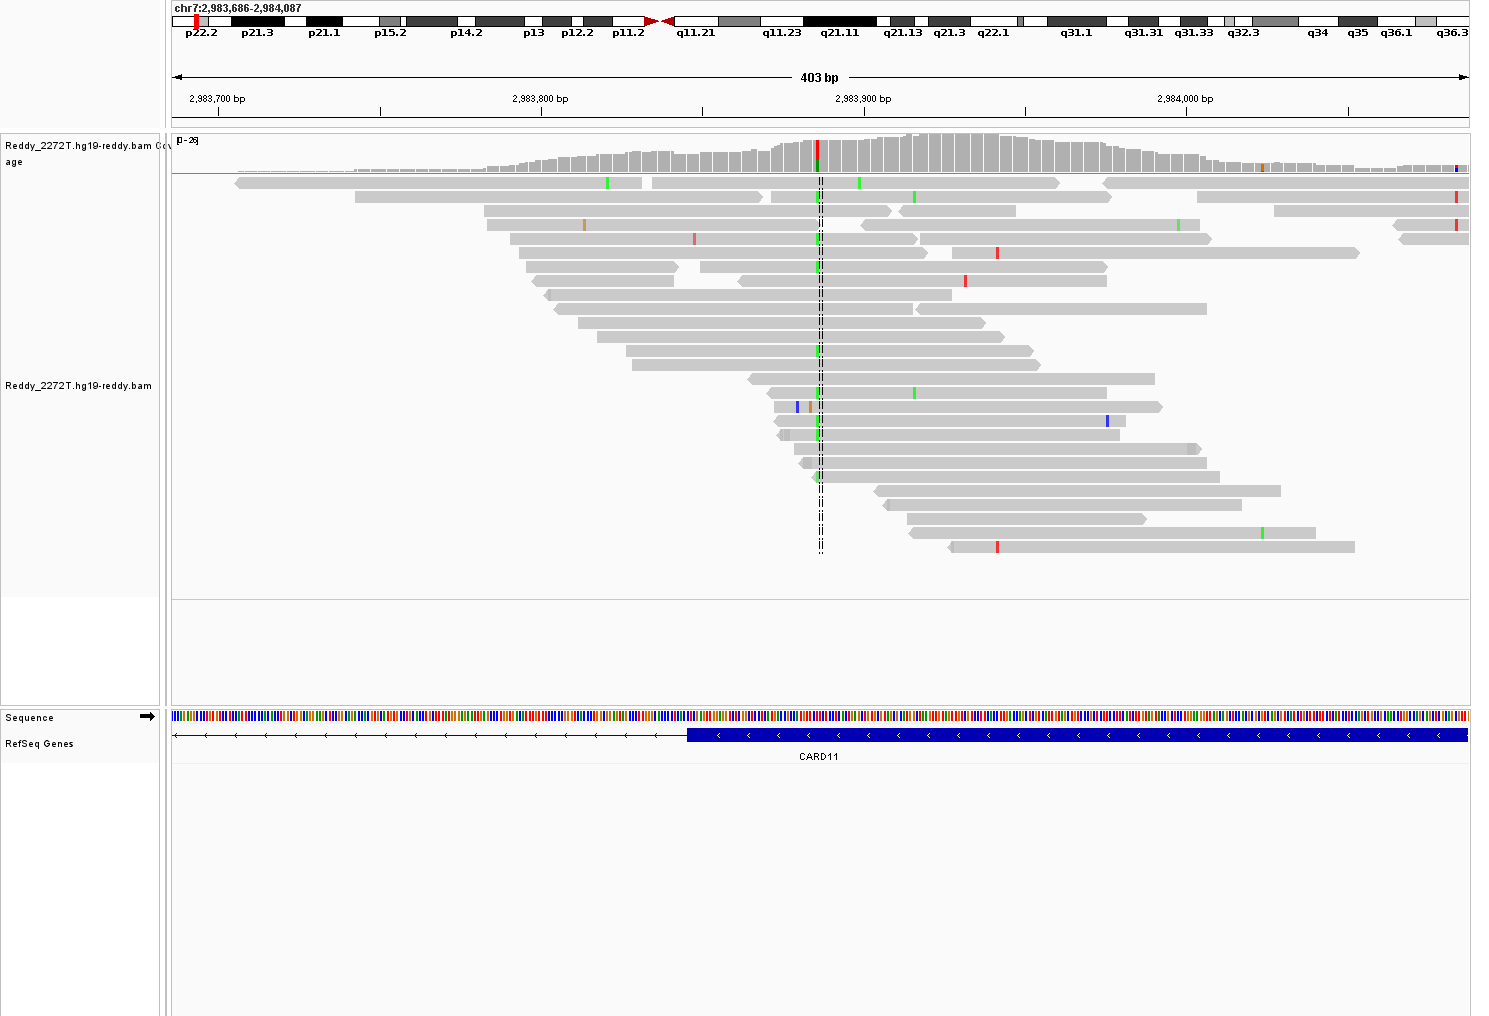 chr7:2,983,686-2,984,087
p22.2 p21.3 p21.1 p15.2 p14.2 p13 p12.2 p11.2 q11.21 q11.23 q21.11 q21.13 q21.3 q22.1 q31.1 q31.31 q31.33 q32.3 q34 q35 q36.1 q36.3
403 bp
2,983,700 bp 2,983,800 bp 2,983,900 bp 2,984,000 bp
[0-26]
Reddy_2272T.hg19-reddy.bam Cov
age
Reddy_2272T.hg19-reddy.bam
Sequence
RefSeq Genes
CARD11